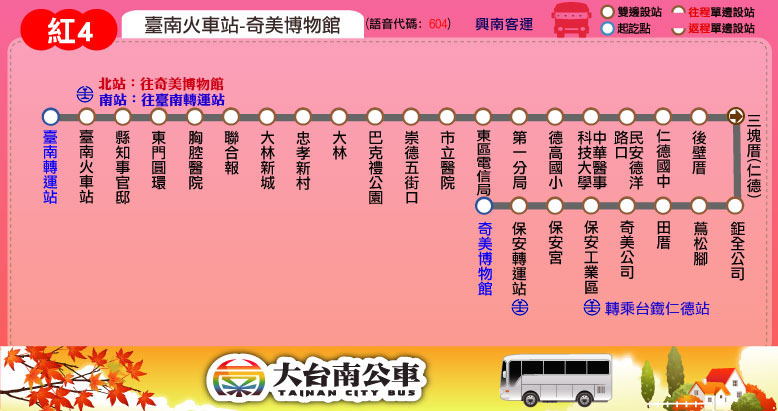 紅4
臺南火車站-奇美博物館
(語音代碼: 604)
興南客運
雙邊設站
往程單邊設站
起訖點
返程單邊設站
北站：往奇美博物館
南站：往臺南轉運站
臺南轉運站
臺南火車站
縣知事官邸
東門圓環
胸腔醫院
聯合報
大林新城
忠孝新村
大林
巴克禮公園
崇德五街口
市立醫院
東區電信局
第一分局
德高國小
中華醫事科技大學
民安德洋路口
仁德國中
後壁厝
三塊厝(仁德)
奇美博物館
保安轉運站
保安宮
保安工業區
奇美公司
田厝
蔦松腳
鉅全公司
轉乘台鐵仁德站
大台南公車
TAINAN CITY BUS